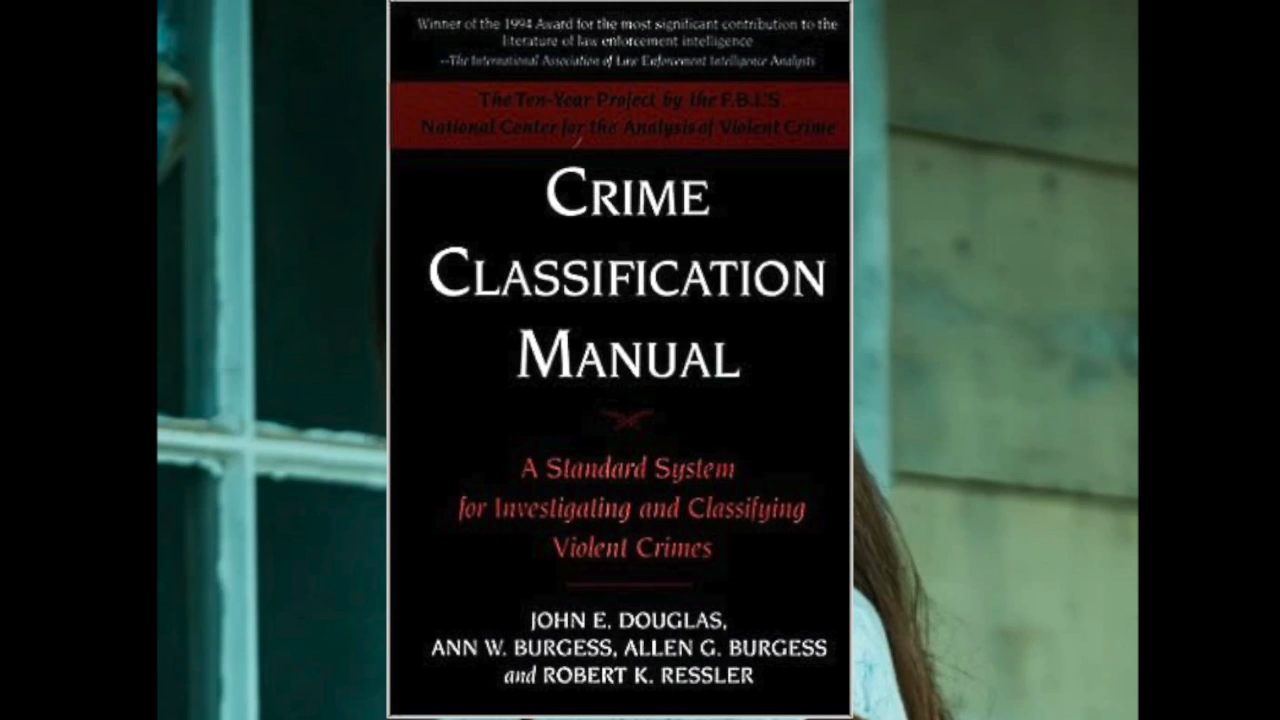 Winner of the 1994 Award for the most significant contribution to the
literature of law enforcement intelligence
--The International Association of Law Enforcement Intelligence Analysts
The Ten-Year Project by the F.B.I.'S
National Center for the Analysis of Violent Crime
CRIME
CLASSIFICATION
MANUAL
A Standard System
for Investigating and Classifying
Violent Crimes
JOHN E. DOUGLAS,
ANN W. BURGESS, ALLEN G. BURGESS
and ROBERT K. RESSLER